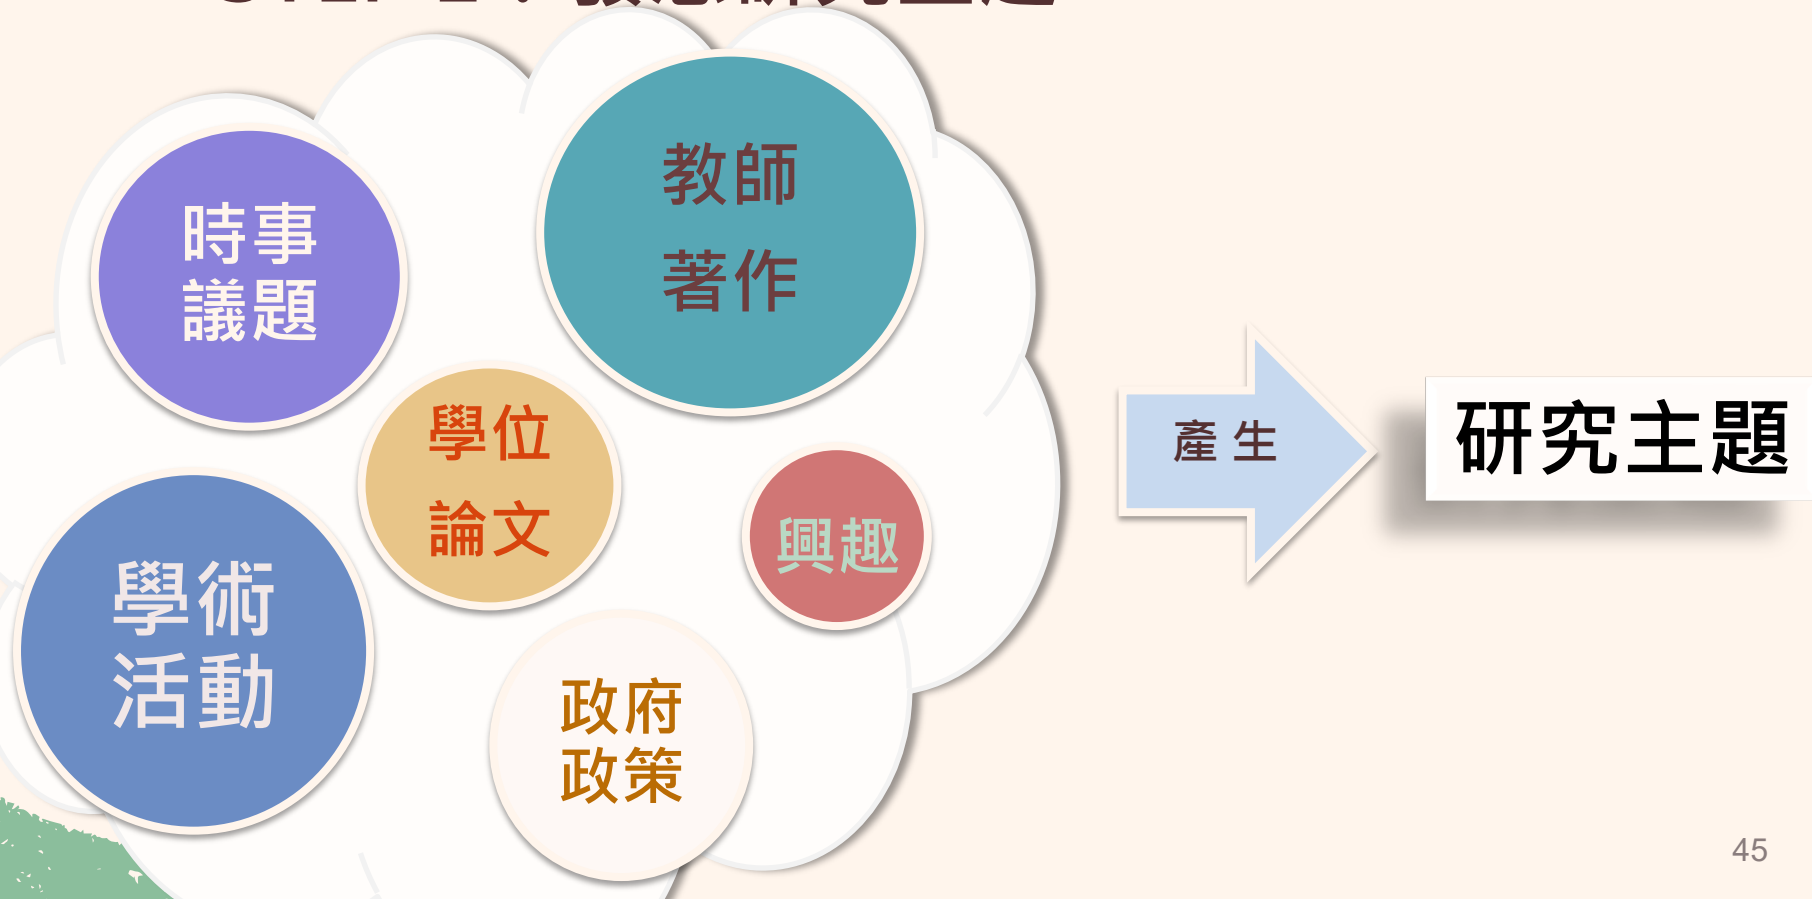 時事
議題
教師
著作
學位
論文
興趣
學術
活動
政府
政策
產 生
研究主題
45